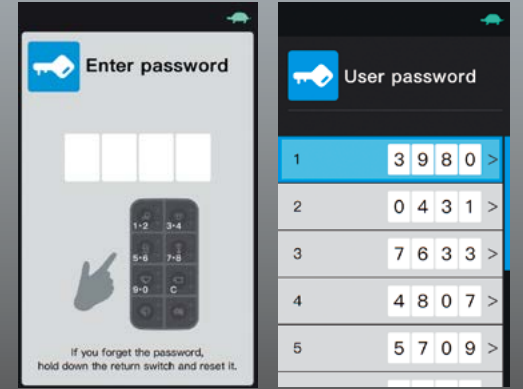 Enter password
1·2 3·4
5·6 7·8
9·0 C
If you forget the password,
hold down the return switch and reset it.
User password
1 3 9 8 0 >
2 0 4 3 1 >
3 7 6 3 3 >
4 4 8 0 7 >
5 5 7 0 9 >